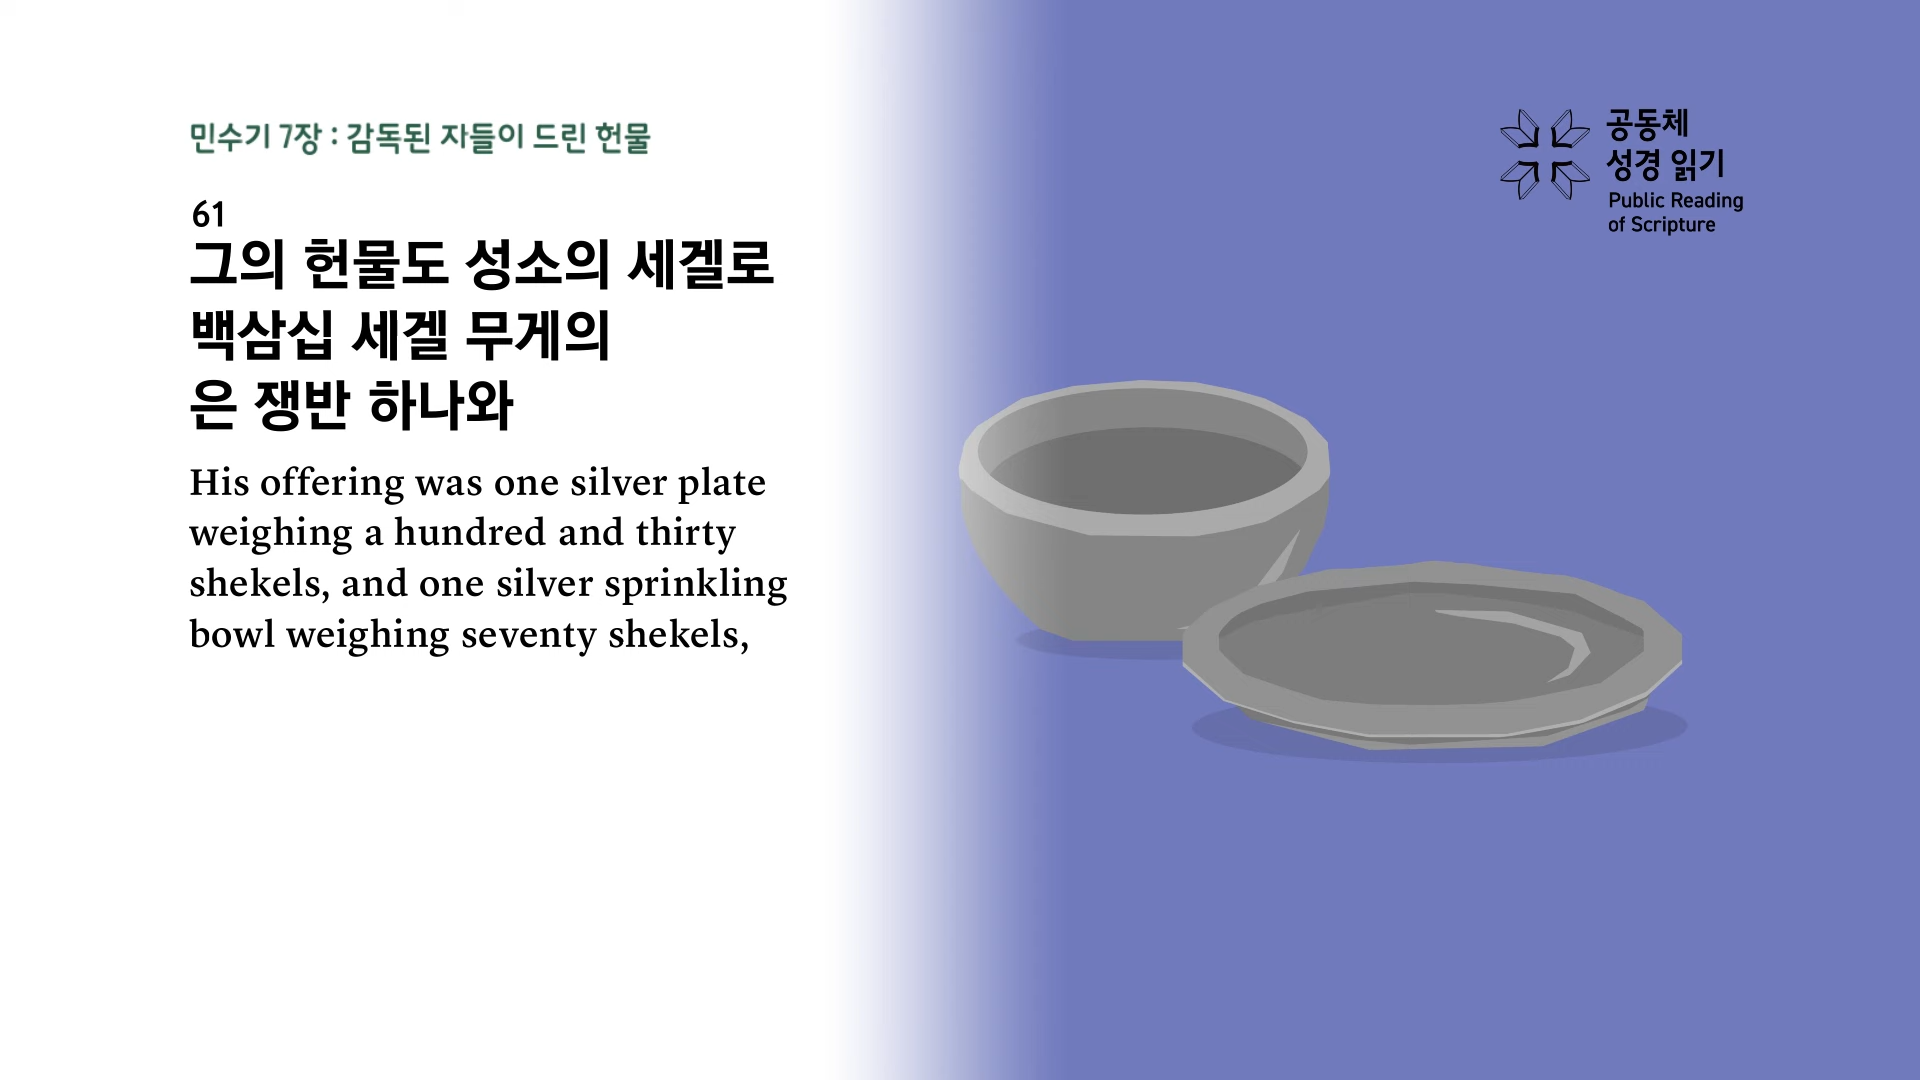 민수기 7장 : 감독된 자들이 드린 헌물
61
그의 헌물도 성소의 세겔로
백삼십 세겔 무게의
은 쟁반 하나와
His offering was one silver plate
weighing a hundred and thirty
shekels, and one silver sprinkling
bowl weighing seventy shekels,
공동체
성경 읽기
Public Reading
of Scripture